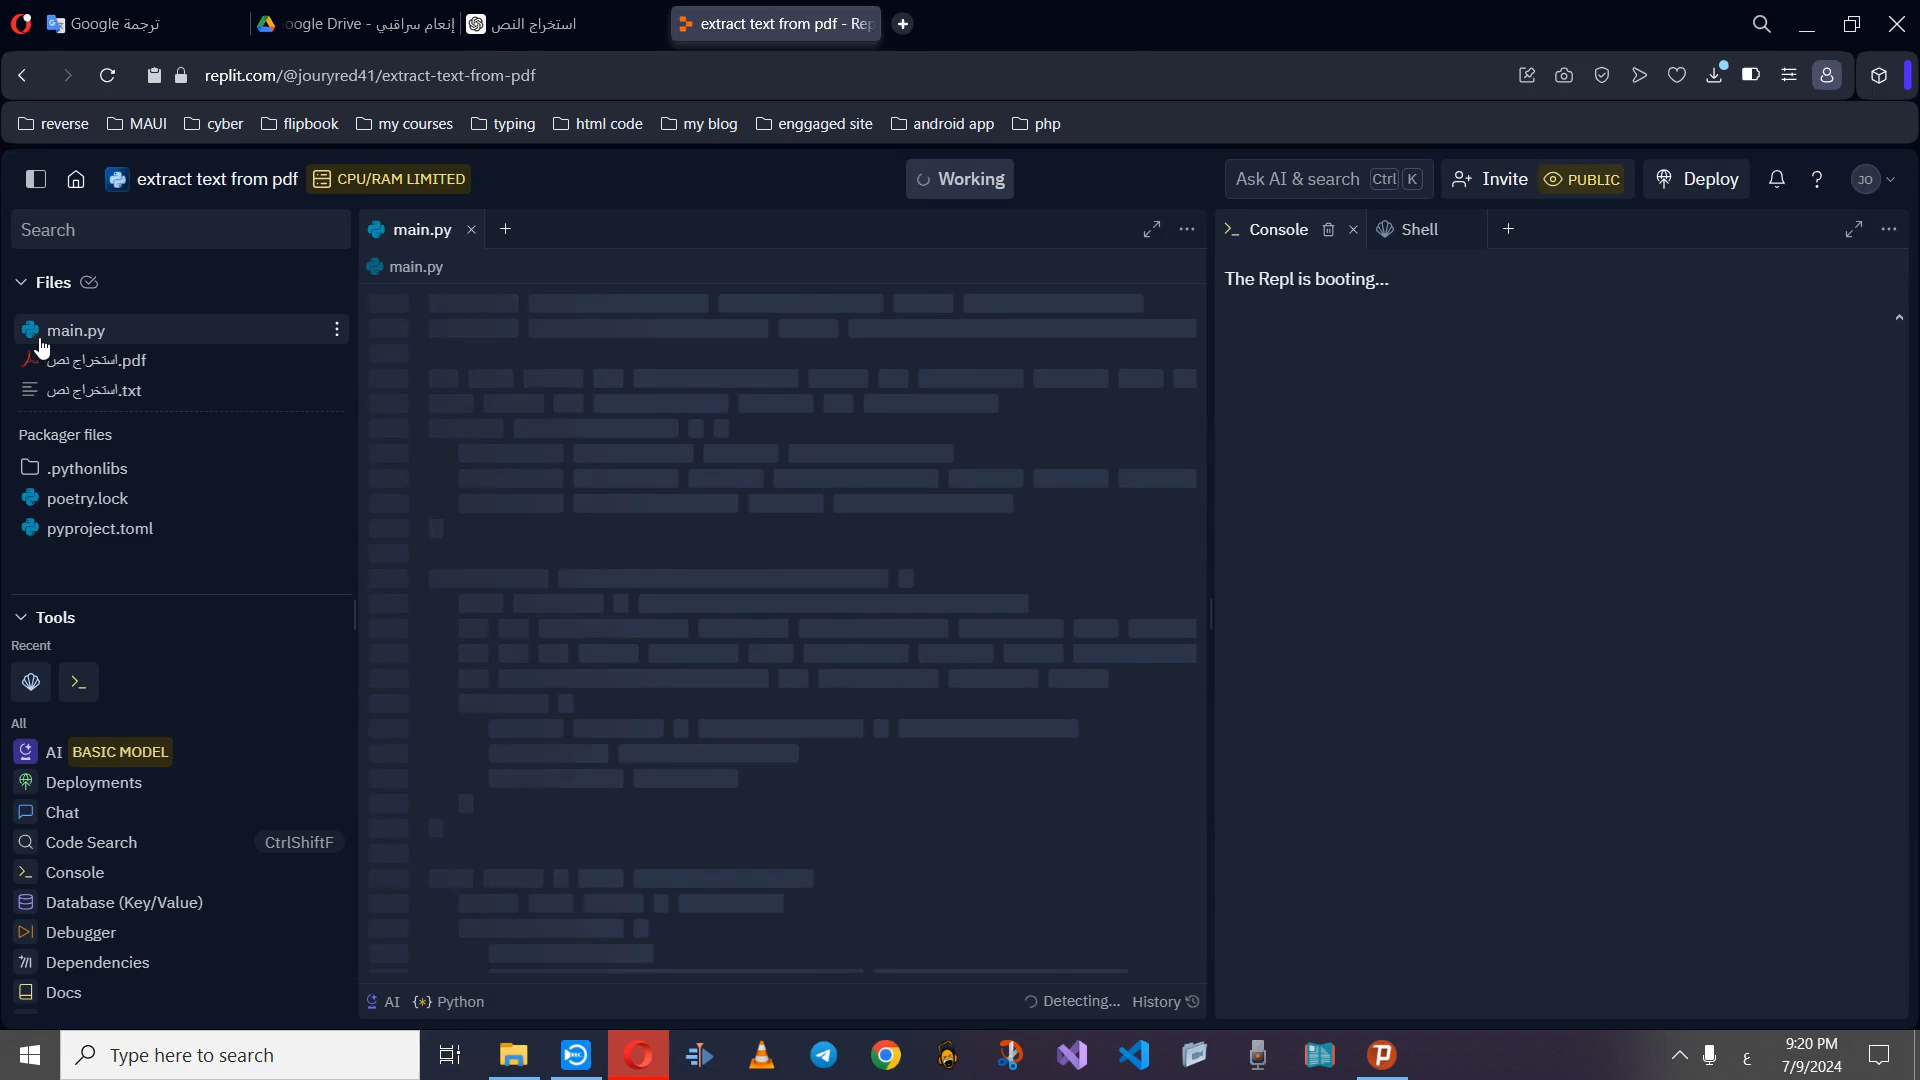 ترجمة Google
إنعام سراقبي - oogle Drive
استخراج النص
extract text from pdf - Rep
replit.com/@jouryred41/extract-text-from-pdf
reverse
MAUI
cyber
flipbook
my courses
typing
html code
my blog
enggaged site
android app
php
extract text from pdf
CPU/RAM LIMITED
Working
Ask AI & search Ctrl K
Invite
PUBLIC
Deploy
?
JO
Search
main.py
Console
Shell
main.py
Files
The Repl is booting...
main.py
استخراج نص.pdf
استخراج نص.txt
Packager files
.pythonlibs
poetry.lock
pyproject.toml
Tools
Recent
All
AI BASIC MODEL
Deployments
Chat
Code Search CtrlShiftF
Console
Database (Key/Value)
Debugger
Dependencies
Docs
AI
Python
Detecting...
History
Type here to search
ع
9:20 PM
7/9/2024